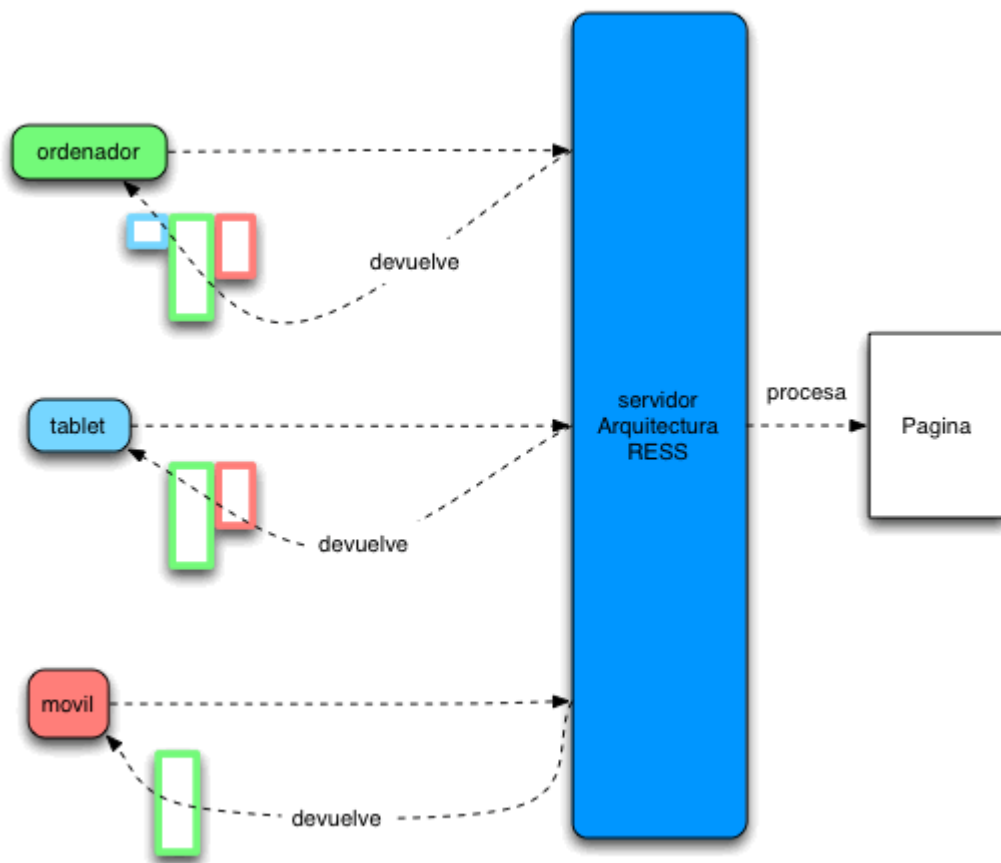 ordenador
devuelve
tablet
devuelve
movil
devuelve
servidor
Arquitectura
RESS
procesa
Pagina